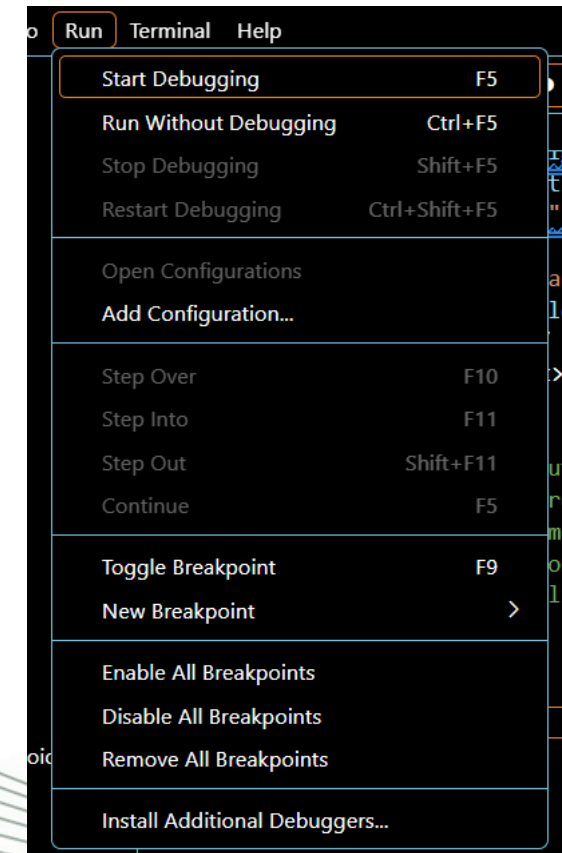 Run Terminal Help
Start Debugging F5
Run Without Debugging Ctrl+F5
Stop Debugging Shift+F5
Restart Debugging Ctrl+Shift+F5
Open Configurations
Add Configuration...
Step Over F10
Step Into F11
Step Out Shift+F11
Continue F5
Toggle Breakpoint F9
New Breakpoint
Enable All Breakpoints
Disable All Breakpoints
Remove All Breakpoints
Install Additional Debuggers...